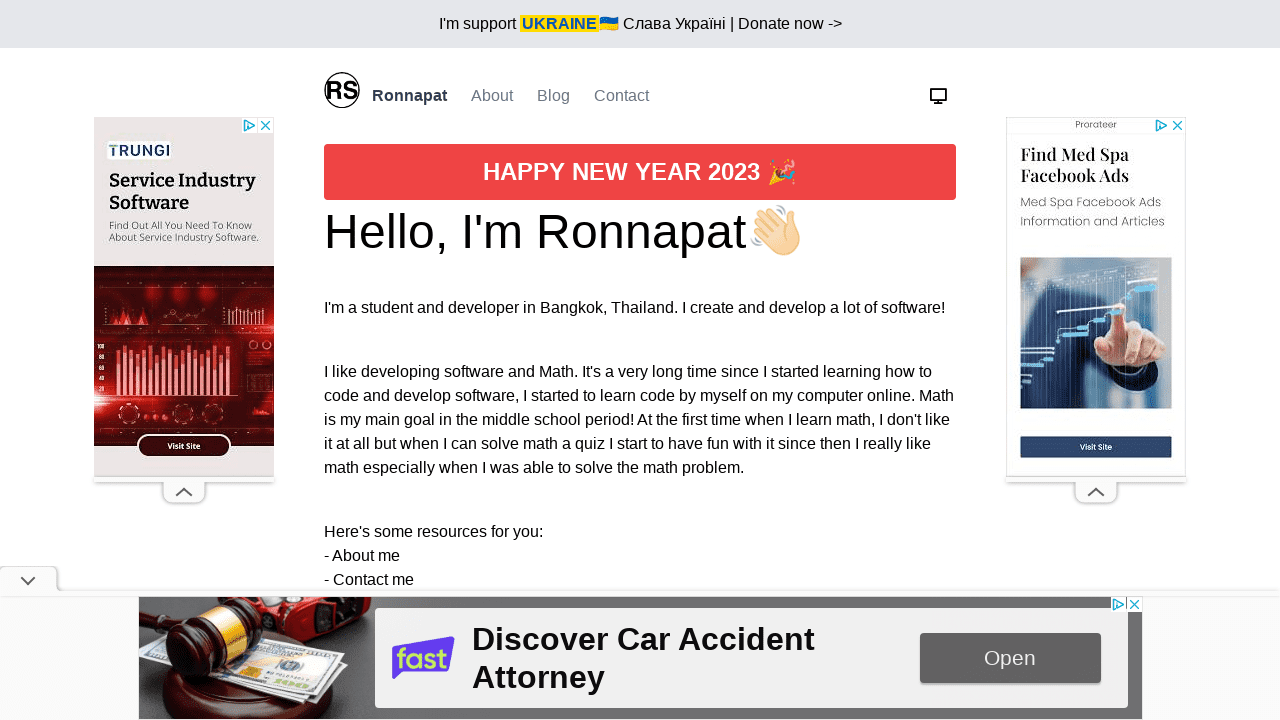 I'm support UKRAINE🇺🇦 Слава Україні | Donate now ->
RS Ronnapat About Blog Contact
TRUNGI
Service Industry
Software
Find Out All You Need To Know
About Service Industry Software.
100
80
60
40
20
0
Visit Site
HAPPY NEW YEAR 2023 🎉
Hello, I'm Ronnapat👋🏻
I'm a student and developer in Bangkok, Thailand. I create and develop a lot of software!
I like developing software and Math. It's a very long time since I started learning how to
code and develop software, I started to learn code by myself on my computer online. Math
is my main goal in the middle school period! At the first time when I learn math, I don't like
it at all but when I can solve math a quiz I start to have fun with it since then I really like
math especially when I was able to solve the math problem.
Here's some resources for you:
- About me
- Contact me
Prorateer
Find Med Spa
Facebook Ads
Med Spa Facebook Ads
Information and Articles
Visit Site
fast
Discover Car Accident
Attorney
Open